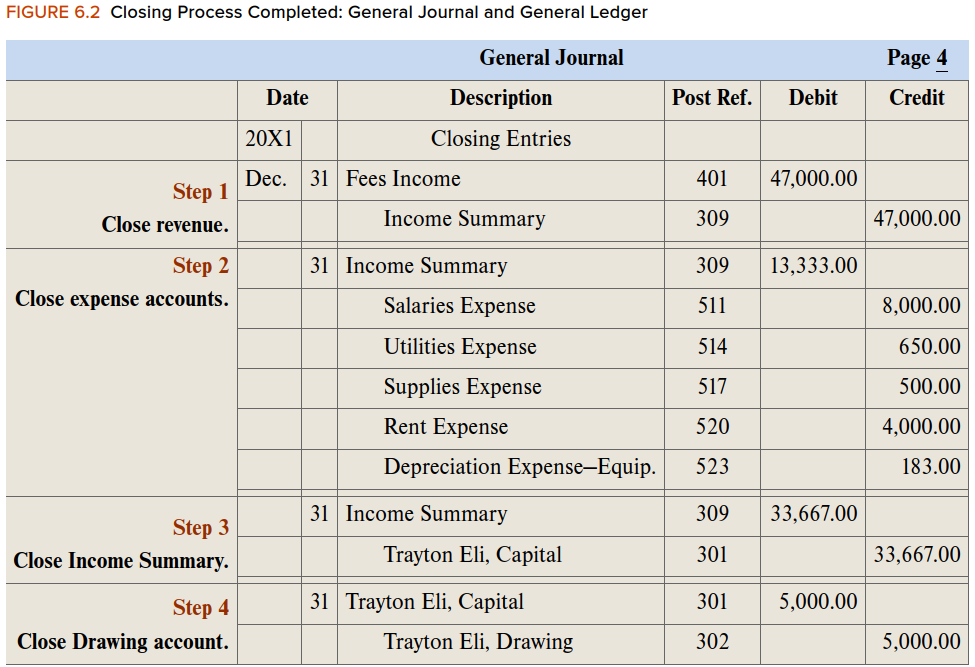 FIGURE 6.2 Closing Process Completed: General Journal and General Ledger
General Journal Page 4
Date Description Post Ref. Debit Credit
20X1 Closing Entries
Step 1 Dec. 31 Fees Income 401 47,000.00
Close revenue. Income Summary 309 47,000.00
Step 2 31 Income Summary 309 13,333.00
Close expense accounts. Salaries Expense 511 8,000.00
Utilities Expense 514 650.00
Supplies Expense 517 500.00
Rent Expense 520 4,000.00
Depreciation Expense–Equip. 523 183.00
Step 3 31 Income Summary 309 33,667.00
Close Income Summary. Trayton Eli, Capital 301 33,667.00
Step 4 31 Trayton Eli, Capital 301 5,000.00
Close Drawing account. Trayton Eli, Drawing 302 5,000.00